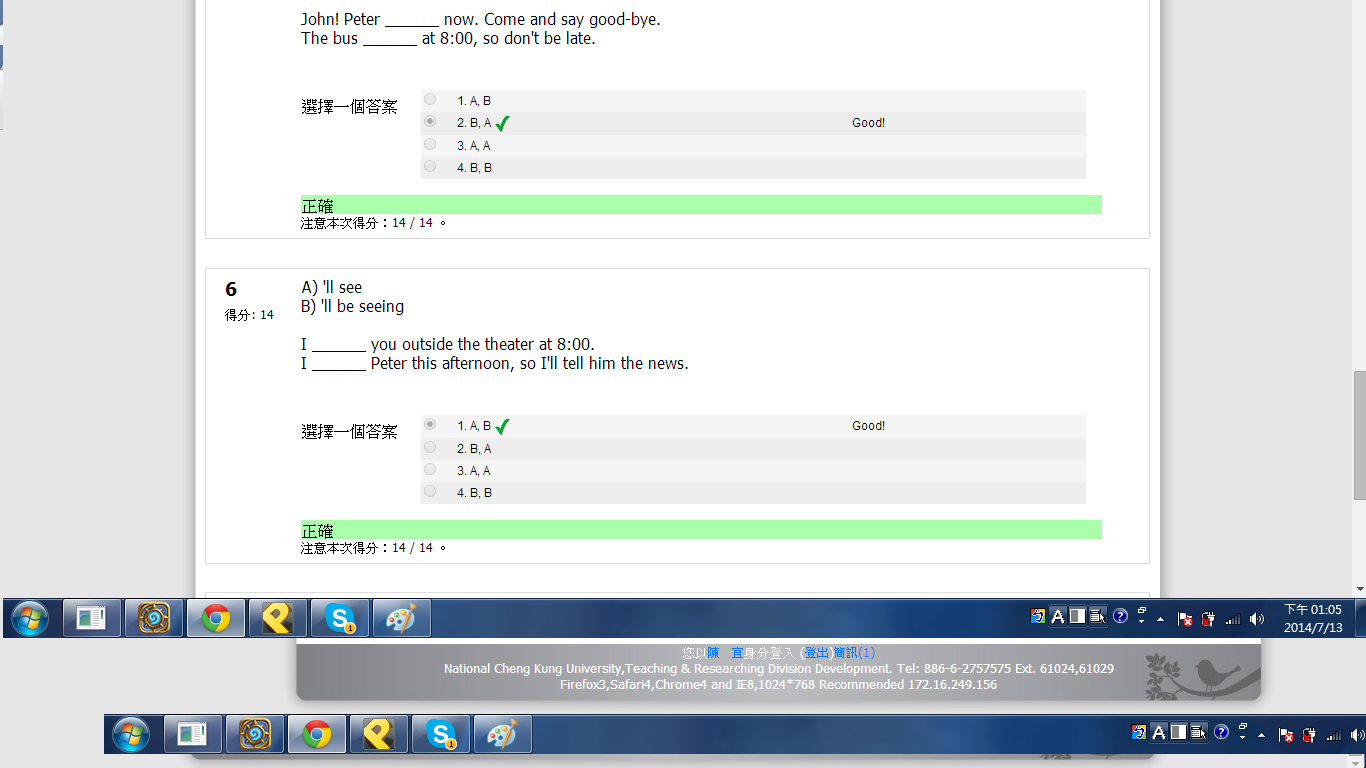 John! Peter ______ now. Come and say good-bye.
The bus ______ at 8:00, so don't be late.
選擇一個答案
1. A, B
2. B, A Good!
3. A, A
4. B, B
正確
注意本次得分：14 / 14 。
6
得分: 14
A) 'll see
B) 'll be seeing
I ______ you outside the theater at 8:00.
I ______ Peter this afternoon, so I'll tell him the news.
選擇一個答案
1. A, B Good!
2. B, A
3. A, A
4. B, B
正確
注意本次得分：14 / 14 。
下午 01:05
2014/7/13
您以陳 宜身分登入 (登出)簡訊(1)
National Cheng Kung University,Teaching & Researching Division Development. Tel: 886-6-2757575 Ext. 61024,61029
Firefox3,Safari4,Chrome4 and IE8,1024*768 Recommended 172.16.249.156